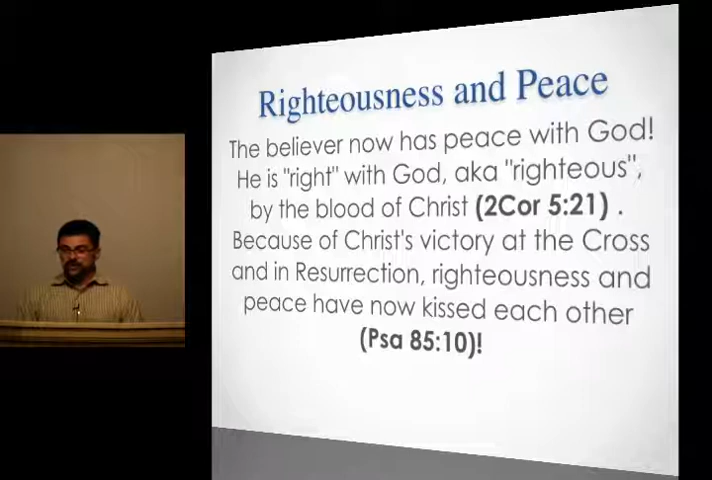 Righteousness and Peace
The believer now has peace with God!
He is "right" with God, aka "righteous",
by the blood of Christ (2Cor 5:21) .
Because of Christ's victory at the Cross
and in Resurrection, righteousness and
peace have now kissed each other
(Psa 85:10)!